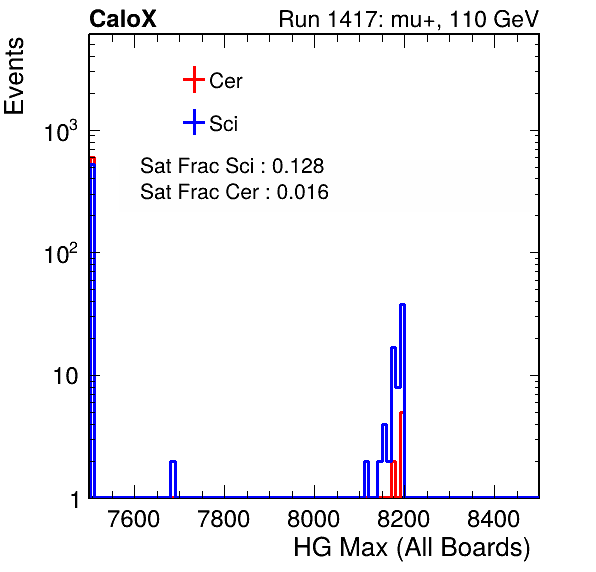 CaloX Run 1417: mu+, 110 GeV
Events
Cer
Sci
Sat Frac Sci : 0.128
Sat Frac Cer : 0.016
10³
10²
10
1
7600 7800 8000 8200 8400
HG Max (All Boards)